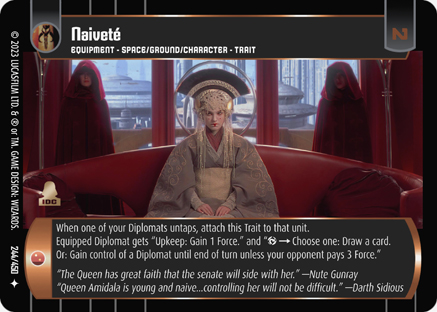 Naiveté
N
EQUIPMENT - SPACE/GROUND/CHARACTER - TRAIT
© 2023 LUCASFILM LTD. & ® or TM. GAME DESIGN: WIZARDS.
244/450
IDC
When one of your Diplomats untaps, attach this Trait to that unit.
Equipped Diplomat gets "Upkeep: Gain 1 Force." and "→ Choose one: Draw a card.
Or: Gain control of a Diplomat until end of turn unless your opponent pays 3 Force."
"The Queen has great faith that the senate will side with her." —Nute Gunray
"Queen Amidala is young and naive...controlling her will not be difficult." —Darth Sidious